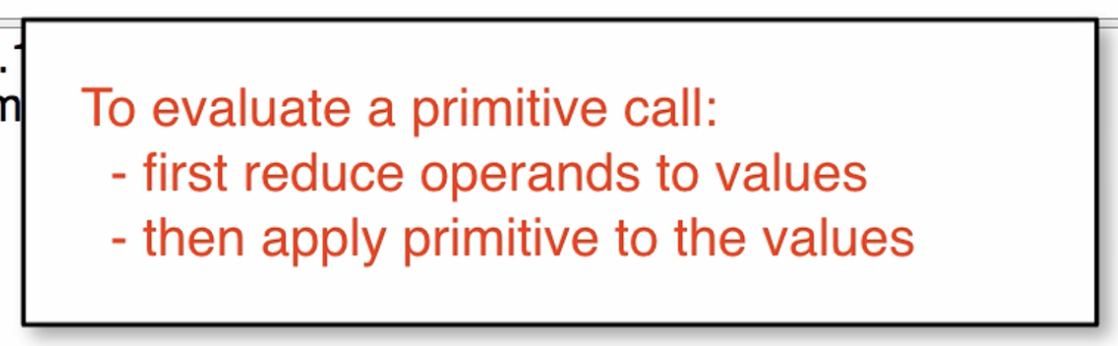 To evaluate a primitive call:
- first reduce operands to values
- then apply primitive to the values